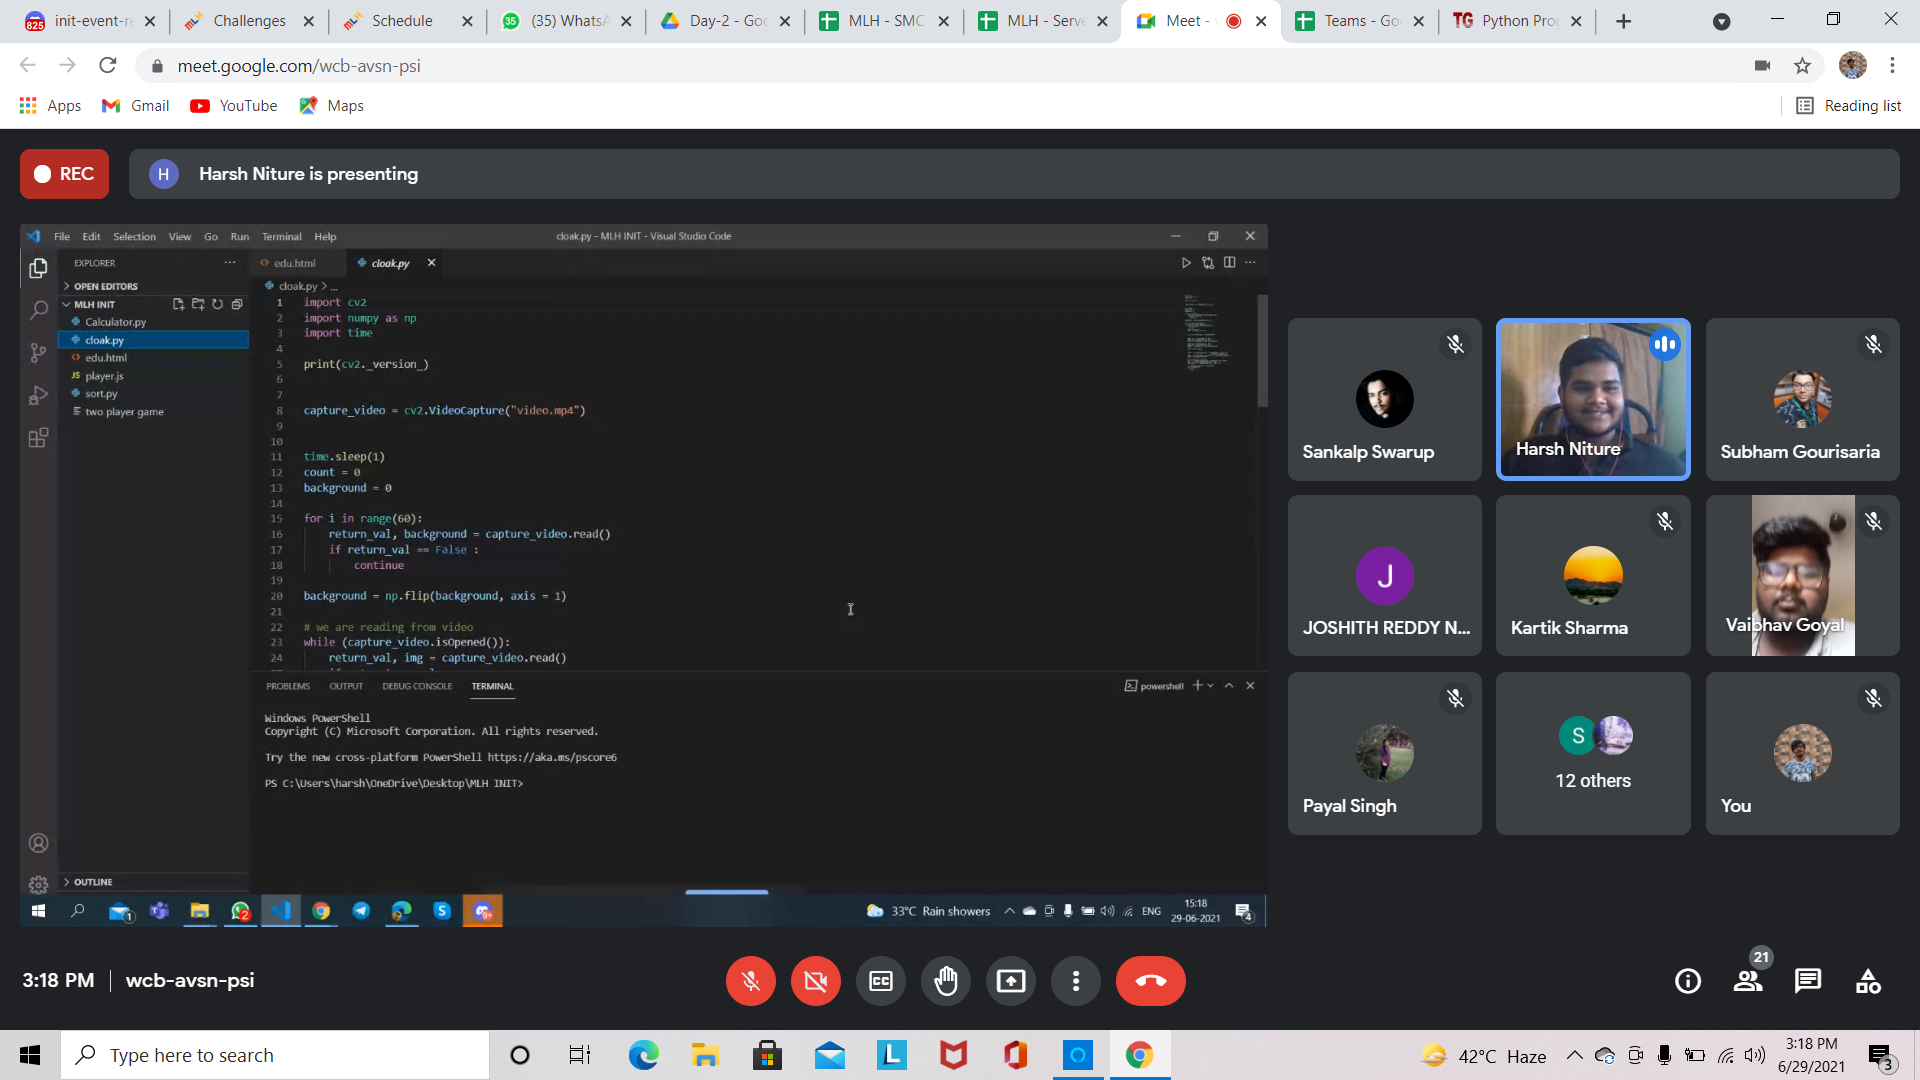 init-event-r
Challenges
Schedule
(35) WhatsA
Day-2 - Goo
MLH - SMC
MLH - Serve
Meet -
Teams - Go
Python Pro
meet.google.com/wcb-avsn-psi
Apps
Gmail
YouTube
Maps
Reading list
REC
H
Harsh Niture is presenting
File Edit Selection View Go Run Terminal Help
cloak.py - MLH INIT - Visual Studio Code
EXPLORER
edu.html
cloak.py
OPEN EDITORS
MLH INIT
Calculator.py
cloak.py
edu.html
JS player.js
sort.py
two player game
OUTLINE
cloak.py > ...
1 import cv2
2 import numpy as np
3 import time
4
5 print(cv2._version_)
6
7
8 capture_video = cv2.VideoCapture("video.mp4")
9
10
11 time.sleep(1)
12 count = 0
13 background = 0
14
15 for i in range(60):
16 return_val, background = capture_video.read()
17 if return_val == False :
18 continue
19
20 background = np.flip(background, axis = 1)
21
22 # we are reading from video
23 while (capture_video.isOpened()):
24 return_val, img = capture_video.read()
PROBLEMS OUTPUT DEBUG CONSOLE TERMINAL
powershell
Windows PowerShell
Copyright (C) Microsoft Corporation. All rights reserved.
Try the new cross-platform PowerShell https://aka.ms/pscore6
PS C:\Users\harsh\OneDrive\Desktop\MLH INIT>
33°C Rain showers
ENG
15:18
29-06-2021
4
Sankalp Swarup
Harsh Niture
Subham Gourisaria
J
JOSHITH REDDY N...
Kartik Sharma
Vaibhav Goyal
Payal Singh
S
12 others
You
3:18 PM | wcb-avsn-psi
21
Type here to search
42°C Haze
3:18 PM
6/29/2021
3